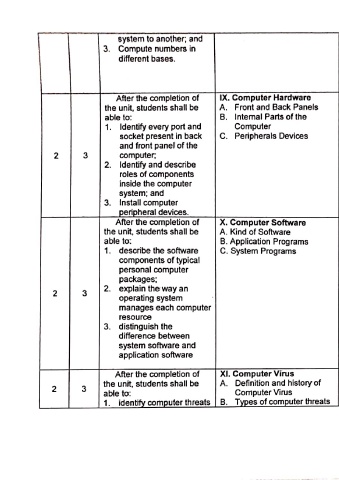 system to another; and
3. Compute numbers in
different bases.
2
3
After the completion of
the unit, students shall be
able to:
1. Identify every port and
socket present in back
and front panel of the
computer;
2. Identify and describe
roles of components
inside the computer
system; and
3. Install computer
peripheral devices.
IX. Computer Hardware
A. Front and Back Panels
B. Internal Parts of the
Computer
C. Peripherals Devices
2
3
After the completion of
the unit, students shall be
able to:
1. describe the software
components of typical
personal computer
packages;
2. explain the way an
operating system
manages each computer
resource
3. distinguish the
difference between
system software and
application software
X. Computer Software
A. Kind of Software
B. Application Programs
C. System Programs
2
3
After the completion of
the unit, students shall be
able to:
1. identify computer threats
XI. Computer Virus
A. Definition and history of
Computer Virus
B. Types of computer threats